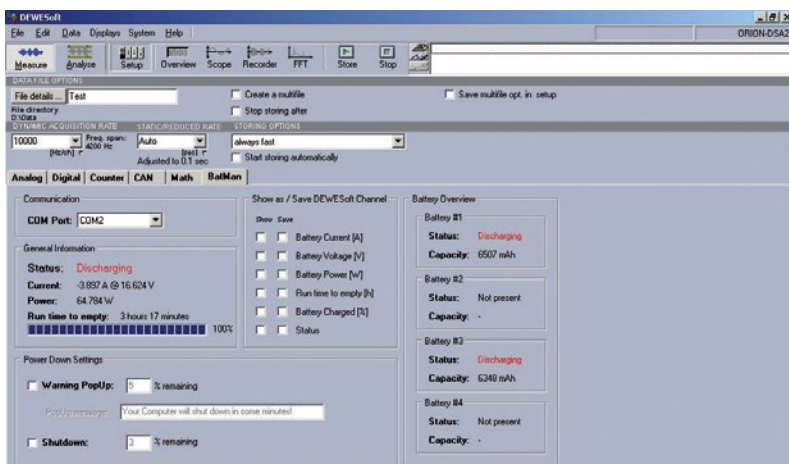 DEWESoft
File Edit Data Displays System Help
ORION-DSA2
Measure Analyse Setup Overview Scope Recorder FFT Store Stop
DATA FILE OPTIONS
File details ... Test
Create a multifile
Save multifile opt. in setup
File directory
D:\Data
Stop storing after
DYNAMIC ACQUISITION RATE STATIC/REDUCED RATE STORING OPTIONS
10000 Freq. span: Auto always fast
4200 Hz
[Hz/ch]
Adjusted to 0.1 sec
Start storing automatically
Analog Digital Counter CAN Math BatMan
Communication
COM Port: COM2
General Information
Status: Discharging
Current: -3.897 A @ 16.624 V
Power: 64.784 W
Run time to empty: 3 hours 17 minutes
100%
Show as / Save DEWESoft Channel
Show Save
Battery Current [A]
Battery Voltage [V]
Battery Power [W]
Run time to empty [h]
Battery Charged [%]
Status
Battery Overview
Battery #1
Status: Discharging
Capacity: 6507 mAh
Battery #2
Status: Not present
Capacity: -
Battery #3
Status: Discharging
Capacity: 6348 mAh
Battery #4
Status: Not present
Capacity: -
Power Down Settings
Warning PopUp: 5 % remaining
PopUp message: Your Computer will shut down in some minutes!
Shutdown: 3 % remaining